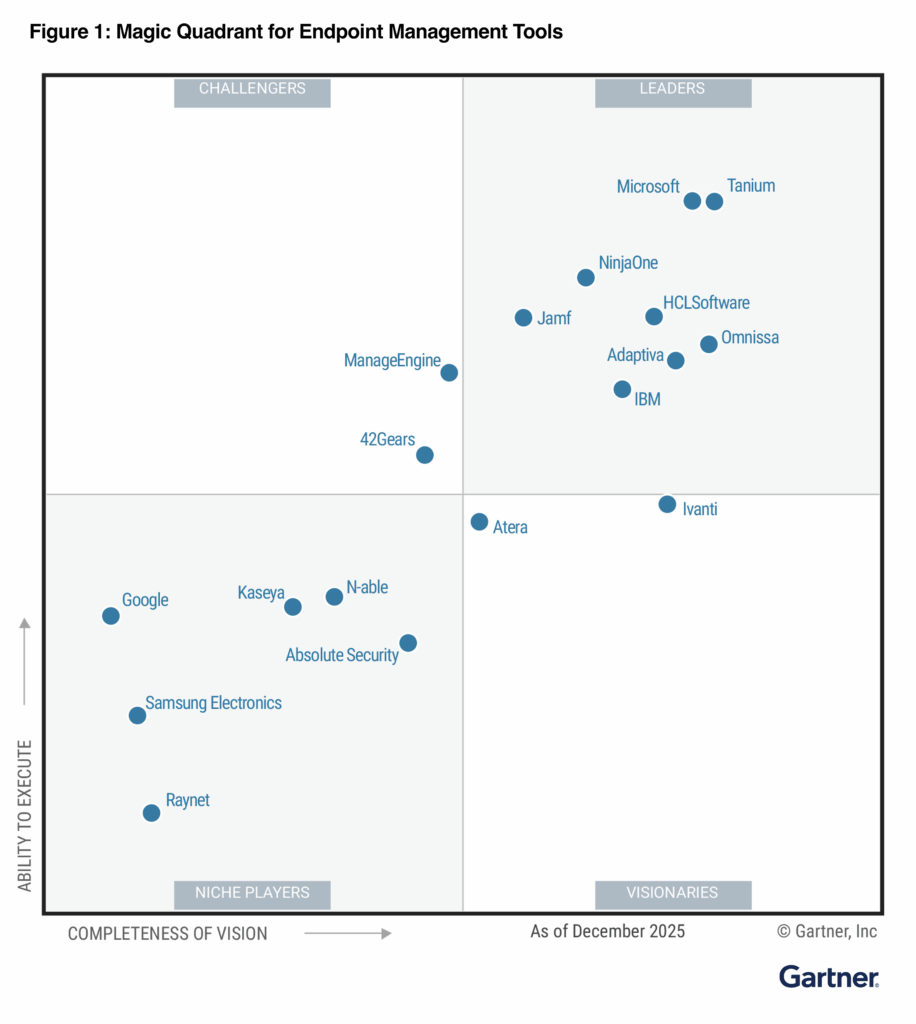 Figure 1: Magic Quadrant for Endpoint Management Tools
CHALLENGERS
LEADERS
Microsoft
Tanium
NinjaOne
HCLSoftware
Jamf
Omnissa
Adaptiva
ManageEngine
IBM
42Gears
Ivanti
Atera
N-able
Kaseya
Google
Absolute Security
Samsung Electronics
Raynet
ABILITY TO EXECUTE
NICHE PLAYERS
VISIONARIES
COMPLETENESS OF VISION
As of December 2025
© Gartner, Inc
Gartner.